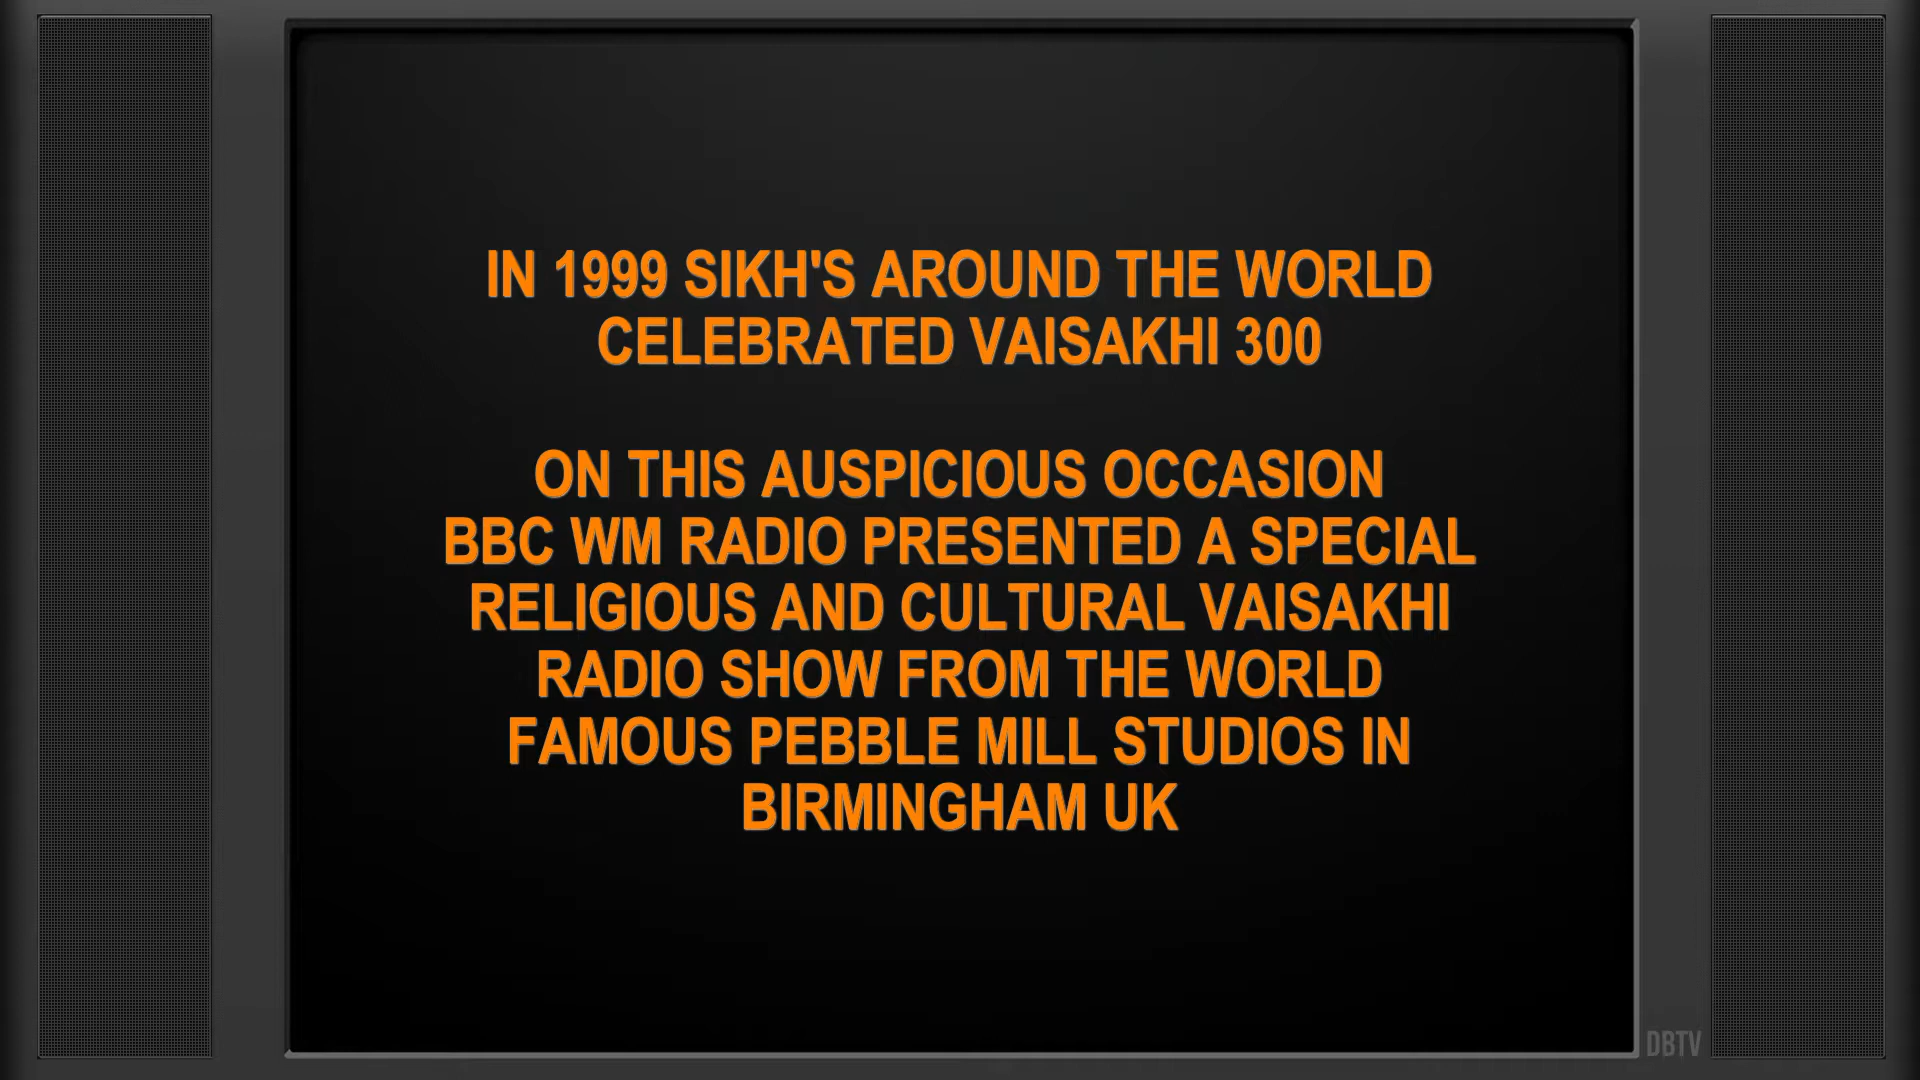 IN 1999 SIKH'S AROUND THE WORLD
CELEBRATED VAISAKHI 300
ON THIS AUSPICIOUS OCCASION
BBC WM RADIO PRESENTED A SPECIAL
RELIGIOUS AND CULTURAL VAISAKHI
RADIO SHOW FROM THE WORLD
FAMOUS PEBBLE MILL STUDIOS IN
BIRMINGHAM UK
DBTV